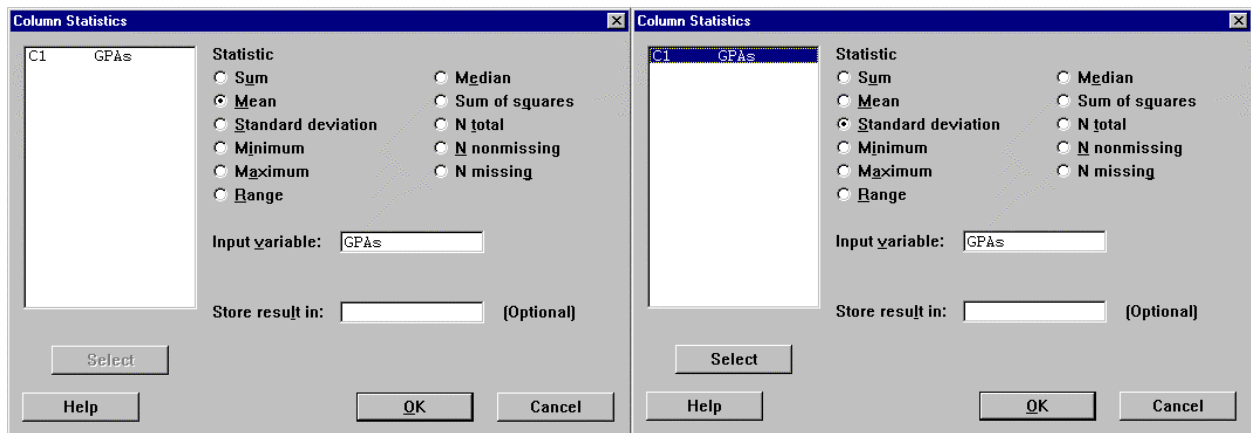 Column Statistics
C1 GPAs
Statistic
Sum
Mean
Standard deviation
Minimum
Maximum
Range
Median
Sum of squares
N total
N nonmissing
N missing
Input variable: GPAs
Store result in: (Optional)
Select
Help
OK
Cancel
Column Statistics
C1 GPAs
Statistic
Sum
Mean
Standard deviation
Minimum
Maximum
Range
Median
Sum of squares
N total
N nonmissing
N missing
Input variable: GPAs
Store result in: (Optional)
Select
Help
OK
Cancel